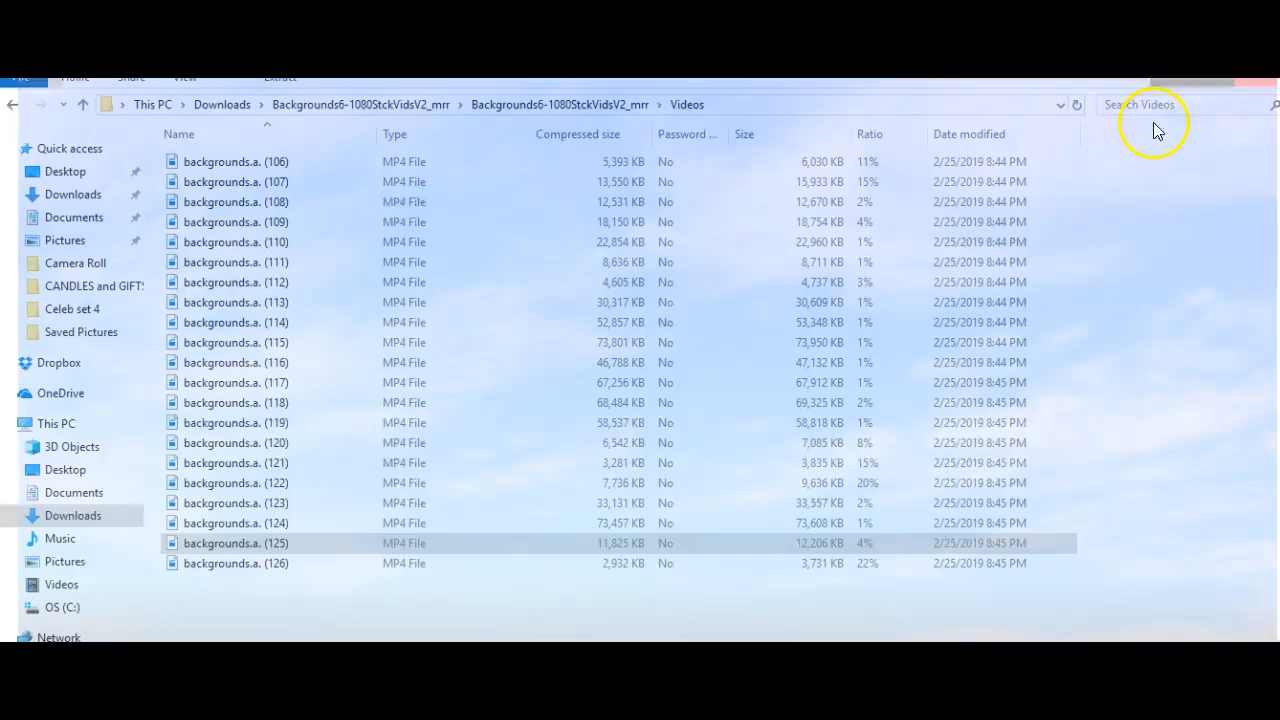 File Home Share View Extract
This PC Downloads Backgrounds6-1080StckVidsV2_mrr Backgrounds6-1080StckVidsV2_mrr Videos Search Videos
Name Type Compressed size Password ... Size Ratio Date modified
Quick access
Desktop
Downloads
Documents
Pictures
Camera Roll
CANDLES and GIFTS
Celeb set 4
Saved Pictures
Dropbox
OneDrive
This PC
3D Objects
Desktop
Documents
Downloads
Music
Pictures
Videos
OS (C:)
Network
backgrounds.a. (106) MP4 File 5,393 KB No 6,030 KB 11% 2/25/2019 8:44 PM
backgrounds.a. (107) MP4 File 13,550 KB No 15,933 KB 15% 2/25/2019 8:44 PM
backgrounds.a. (108) MP4 File 12,531 KB No 12,670 KB 2% 2/25/2019 8:44 PM
backgrounds.a. (109) MP4 File 18,150 KB No 18,754 KB 4% 2/25/2019 8:44 PM
backgrounds.a. (110) MP4 File 22,854 KB No 22,960 KB 1% 2/25/2019 8:44 PM
backgrounds.a. (111) MP4 File 8,636 KB No 8,711 KB 1% 2/25/2019 8:44 PM
backgrounds.a. (112) MP4 File 4,605 KB No 4,737 KB 3% 2/25/2019 8:44 PM
backgrounds.a. (113) MP4 File 30,317 KB No 30,609 KB 1% 2/25/2019 8:44 PM
backgrounds.a. (114) MP4 File 52,857 KB No 53,348 KB 1% 2/25/2019 8:44 PM
backgrounds.a. (115) MP4 File 73,801 KB No 73,950 KB 1% 2/25/2019 8:44 PM
backgrounds.a. (116) MP4 File 46,788 KB No 47,132 KB 1% 2/25/2019 8:44 PM
backgrounds.a. (117) MP4 File 67,256 KB No 67,912 KB 1% 2/25/2019 8:45 PM
backgrounds.a. (118) MP4 File 68,484 KB No 69,325 KB 2% 2/25/2019 8:45 PM
backgrounds.a. (119) MP4 File 58,537 KB No 58,818 KB 1% 2/25/2019 8:45 PM
backgrounds.a. (120) MP4 File 6,542 KB No 7,085 KB 8% 2/25/2019 8:45 PM
backgrounds.a. (121) MP4 File 3,281 KB No 3,835 KB 15% 2/25/2019 8:45 PM
backgrounds.a. (122) MP4 File 7,736 KB No 9,636 KB 20% 2/25/2019 8:45 PM
backgrounds.a. (123) MP4 File 33,131 KB No 33,557 KB 2% 2/25/2019 8:45 PM
backgrounds.a. (124) MP4 File 73,457 KB No 73,608 KB 1% 2/25/2019 8:45 PM
backgrounds.a. (125) MP4 File 11,825 KB No 12,206 KB 4% 2/25/2019 8:45 PM
backgrounds.a. (126) MP4 File 2,932 KB No 3,731 KB 22% 2/25/2019 8:45 PM